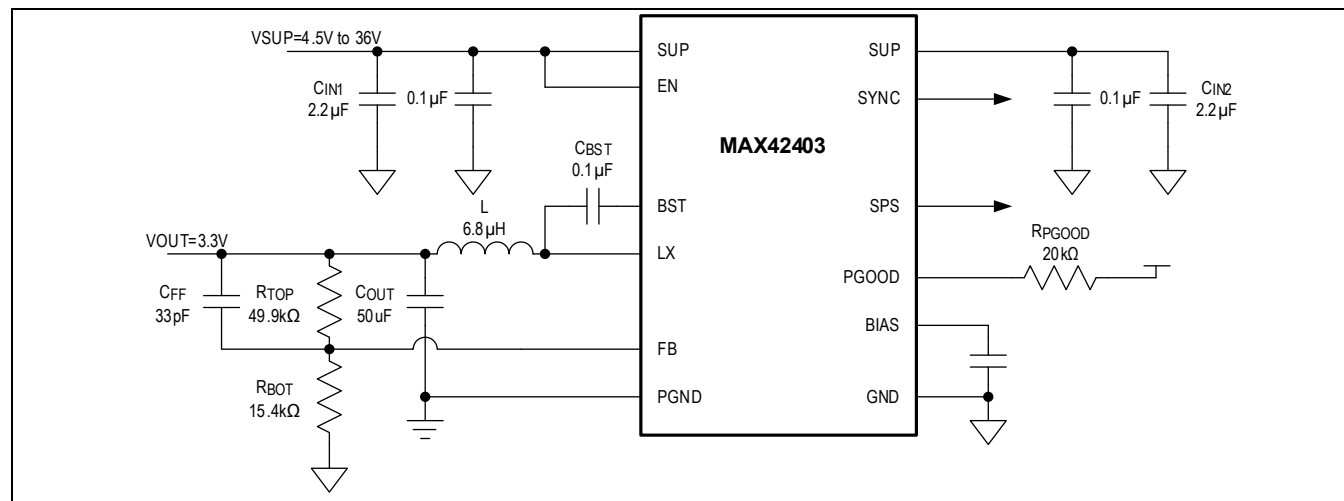 VSUP=4.5V to 36V
CIN1
2.2µF
0.1µF
SUP
EN
MAX42403
SUP
SYNC
0.1µF
CIN2
2.2µF
CBST
0.1µF
BST
SPS
L
6.8µH
VOUT=3.3V
LX
RPGOOD
20kΩ
PGOOD
CFF
33pF
RTOP
49.9kΩ
COUT
50uF
BIAS
FB
RBOT
15.4kΩ
PGND
GND